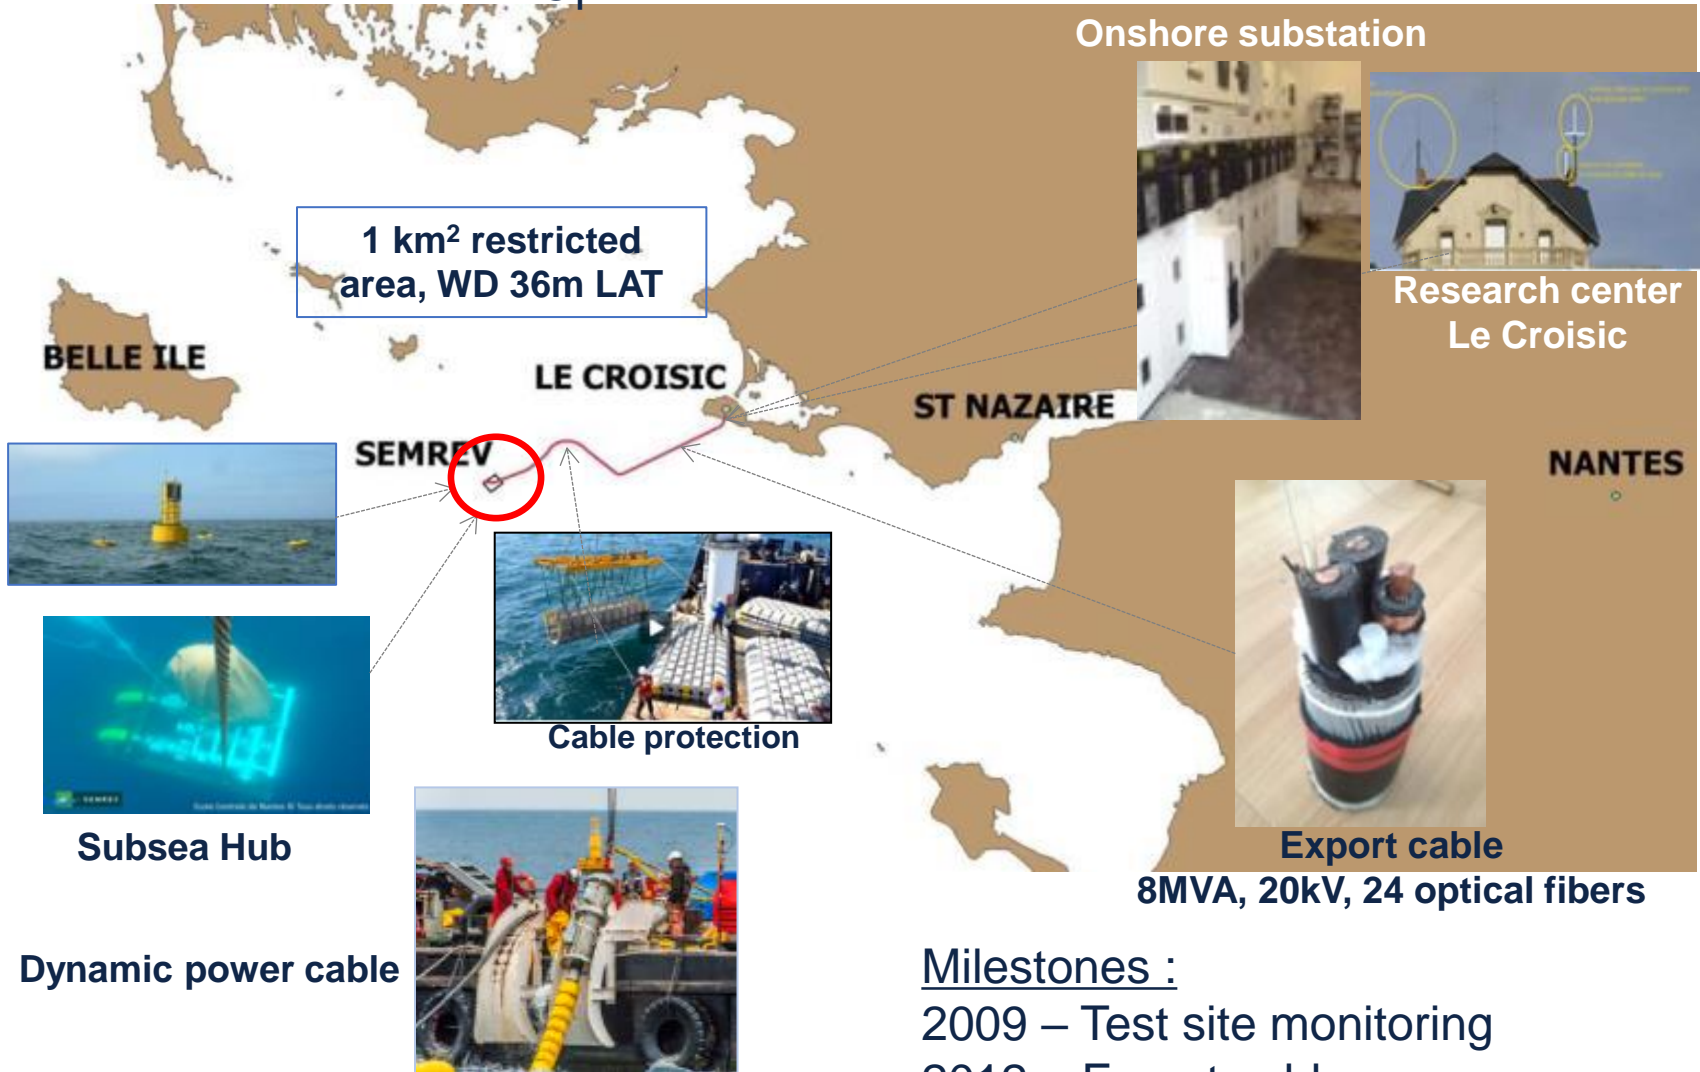 Onshore substation
1 km² restricted
area, WD 36m LAT
Research center
Le Croisic
BELLE ILE
LE CROISIC
ST NAZAIRE
SEMREV
NANTES
Cable protection
Subsea Hub
Export cable
8MVA, 20kV, 24 optical fibers
Dynamic power cable
Milestones :
2009 – Test site monitoring